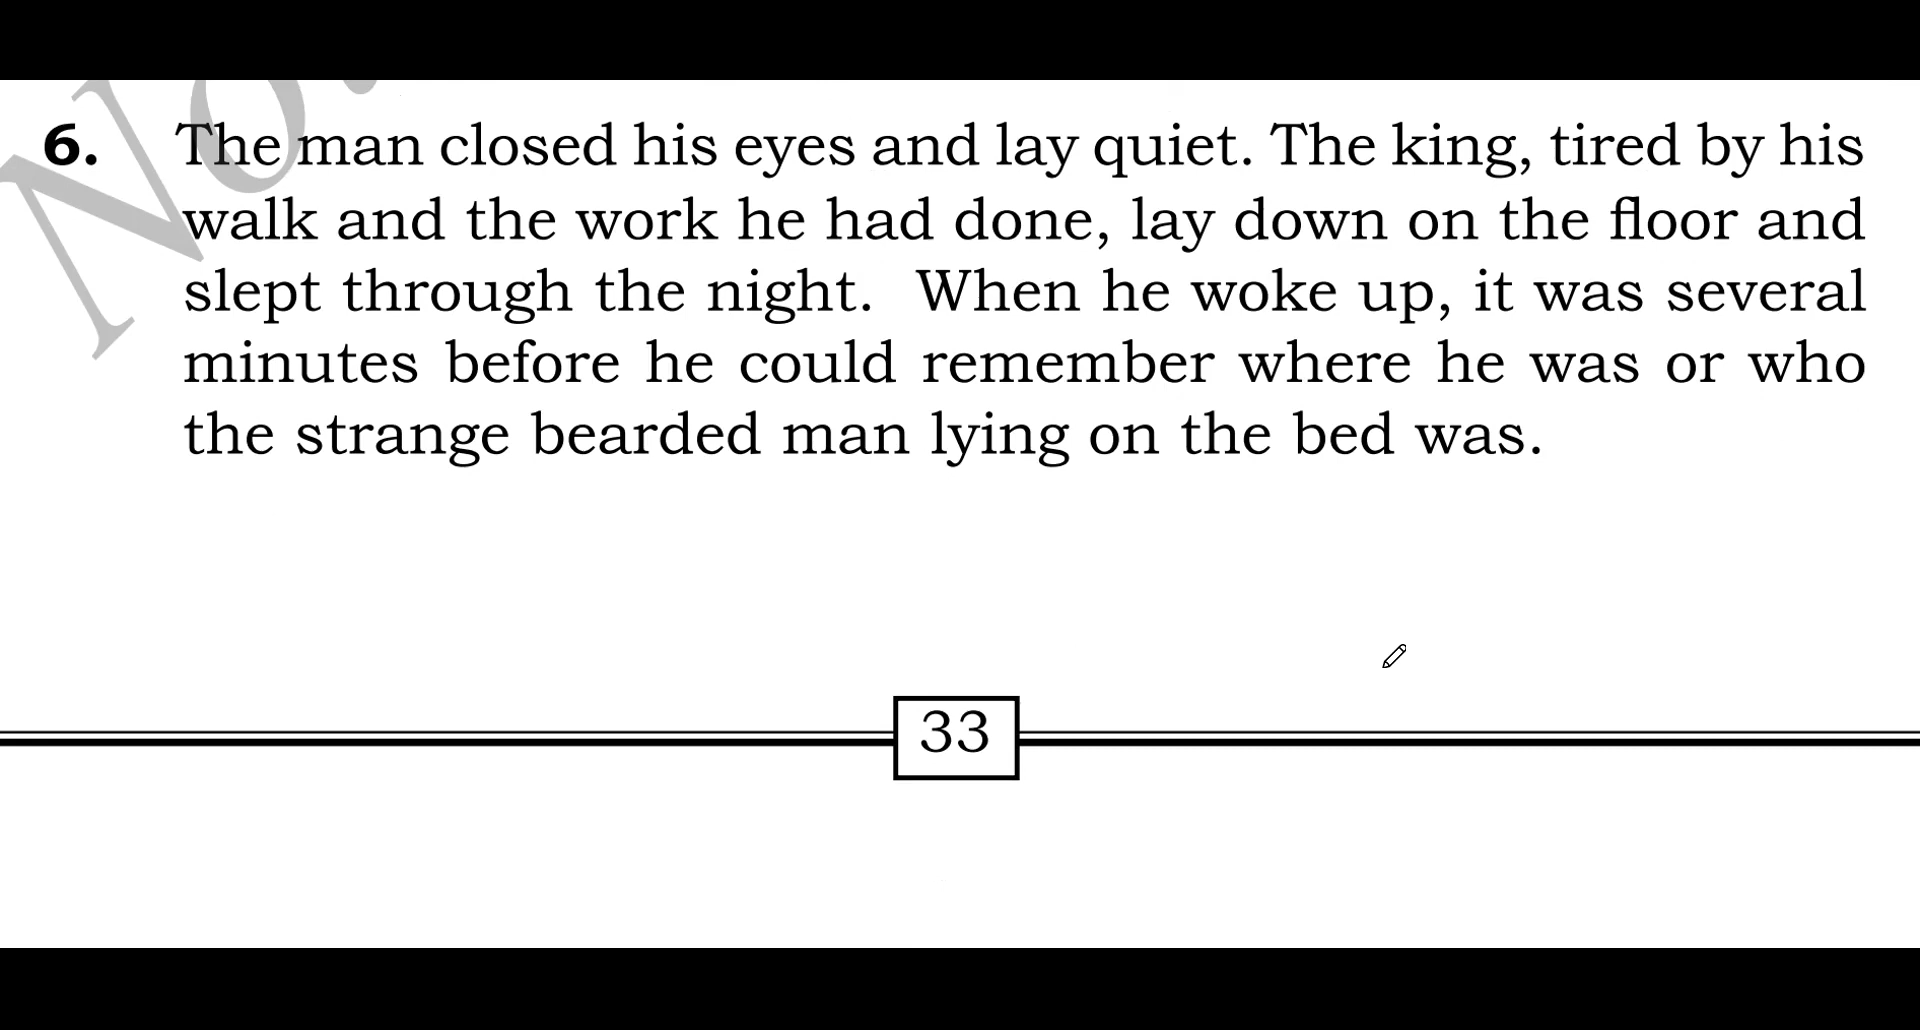 No.
6. The man closed his eyes and lay quiet. The king, tired by his
walk and the work he had done, lay down on the floor and
slept through the night. When he woke up, it was several
minutes before he could remember where he was or who
the strange bearded man lying on the bed was.
33